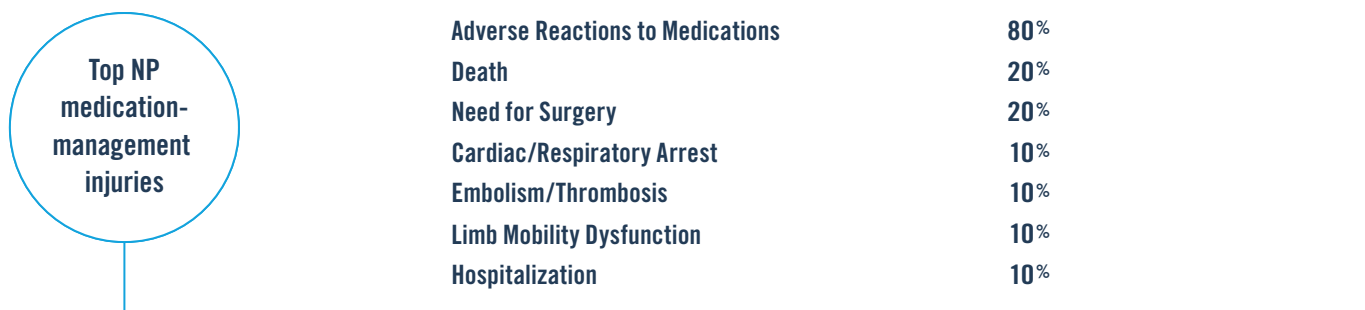 Top NP
medication-
management
injuries
Adverse Reactions to Medications 80%
Death 20%
Need for Surgery 20%
Cardiac/Respiratory Arrest 10%
Embolism/Thrombosis 10%
Limb Mobility Dysfunction 10%
Hospitalization 10%